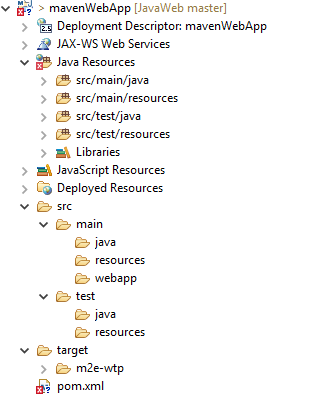 > mavenWebApp [JavaWeb master]
Deployment Descriptor: mavenWebApp
JAX-WS Web Services
Java Resources
src/main/java
src/main/resources
src/test/java
src/test/resources
Libraries
JavaScript Resources
Deployed Resources
src
main
java
resources
webapp
test
java
resources
target
m2e-wtp
pom.xml